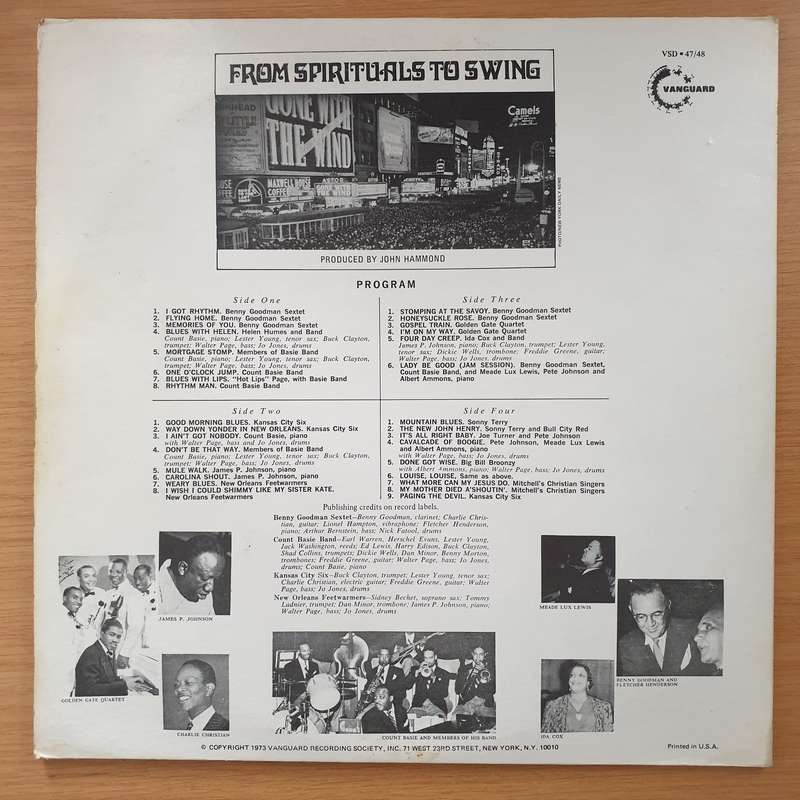 VSD • 47/48
VANGUARD
FROM SPIRITUALS TO SWING
GONE WITH
THE WIND
Camels
MAXWELL HOUSE
COFFEE
ASTOR
GONE WITH
THE WIND
PHOTO/NEW YORK DAILY NEWS
PRODUCED BY JOHN HAMMOND
PROGRAM
Side One
1. I GOT RHYTHM. Benny Goodman Sextet
2. FLYING HOME. Benny Goodman Sextet
3. MEMORIES OF YOU. Benny Goodman Sextet
4. BLUES WITH HELEN. Helen Humes and Band
Count Basie, piano; Lester Young, tenor sax; Buck Clayton,
trumpet; Walter Page, bass; Jo Jones, drums
5. MORTGAGE STOMP. Members of Basie Band
Count Basie, piano; Lester Young, tenor sax; Buck Clayton,
trumpet; Walter Page, bass; Jo Jones, drums
6. ONE O'CLOCK JUMP. Count Basie Band
7. BLUES WITH LIPS. "Hot Lips" Page, with Basie Band
8. RHYTHM MAN. Count Basie Band
Side Three
1. STOMPING AT THE SAVOY. Benny Goodman Sextet
2. HONEYSUCKLE ROSE. Benny Goodman Sextet
3. GOSPEL TRAIN. Golden Gate Quartet
4. I'M ON MY WAY. Golden Gate Quartet
5. FOUR DAY CREEP. Ida Cox and Band
James P. Johnson, piano; Buck Clayton, trumpet; Lester Young,
tenor sax; Dickie Wells, trombone; Freddie Greene, guitar;
Walter Page, bass; Jo Jones, drums
6. LADY BE GOOD (JAM SESSION). Benny Goodman Sextet,
Count Basie Band, and Meade Lux Lewis, Pete Johnson and
Albert Ammons, piano
Side Two
1. GOOD MORNING BLUES. Kansas City Six
2. WAY DOWN YONDER IN NEW ORLEANS. Kansas City Six
3. I AIN'T GOT NOBODY. Count Basie, piano
with Walter Page, bass and Jo Jones, drums
4. DON'T BE THAT WAY. Members of Basie Band
Count Basie, piano; Lester Young, tenor sax; Buck Clayton,
trumpet; Walter Page, bass; Jo Jones, drums
5. MULE WALK. James P. Johnson, piano
6. CAROLINA SHOUT. James P. Johnson, piano
7. WEARY BLUES. New Orleans Feetwarmers
8. I WISH I COULD SHIMMY LIKE MY SISTER KATE.
New Orleans Feetwarmers
Side Four
1. MOUNTAIN BLUES. Sonny Terry
2. THE NEW JOHN HENRY. Sonny Terry and Bull City Red
3. IT'S ALL RIGHT BABY. Joe Turner and Pete Johnson
4. CAVALCADE OF BOOGIE. Pete Johnson, Meade Lux Lewis
and Albert Ammons, piano
with Walter Page, bass; Jo Jones, drums
5. DONE GOT WISE. Big Bill Broonzy
with Albert Ammons, piano; Walter Page, bass; Jo Jones, drums
6. LOUISE, LOUISE. Same as above.
7. WHAT MORE CAN MY JESUS DO. Mitchell's Christian Singers
8. MY MOTHER DIED A'SHOUTIN'. Mitchell's Christian Singers
9. PAGING THE DEVIL. Kansas City Six
Publishing credits on record labels.
Benny Goodman Sextet—Benny Goodman, clarinet; Charlie Chris-
tian, guitar; Lionel Hampton, vibraphone; Fletcher Henderson,
piano; Arthur Bernstein, bass; Nick Fatool, drums
Count Basie Band—Earl Warren, Herschel Evans, Lester Young,
Jack Washington, reeds; Ed Lewis, Harry Edison, Buck Clayton,
Shad Collins, trumpets; Dickie Wells, Dan Minor, Benny Morton,
trombones; Freddie Greene, guitar; Walter Page, bass; Jo Jones,
drums; Count Basie, piano
Kansas City Six—Buck Clayton, trumpet; Lester Young, tenor sax;
Charlie Christian, electric guitar; Freddie Greene, guitar; Walter
Page, bass; Jo Jones, drums
New Orleans Feetwarmers—Sidney Bechet, soprano sax; Tommy
Ladnier, trumpet; Dan Minor, trombone; James P. Johnson, piano;
Walter Page, bass; Jo Jones, drums
JAMES P. JOHNSON
MEADE LUX LEWIS
BENNY GOODMAN AND
FLETCHER HENDERSON
GOLDEN GATE QUARTET
CHARLIE CHRISTIAN
COUNT BASIE AND MEMBERS OF HIS BAND
IDA COX
© COPYRIGHT 1973 VANGUARD RECORDING SOCIETY, INC. 71 WEST 23RD STREET, NEW YORK, N.Y. 10010
Printed in U.S.A.